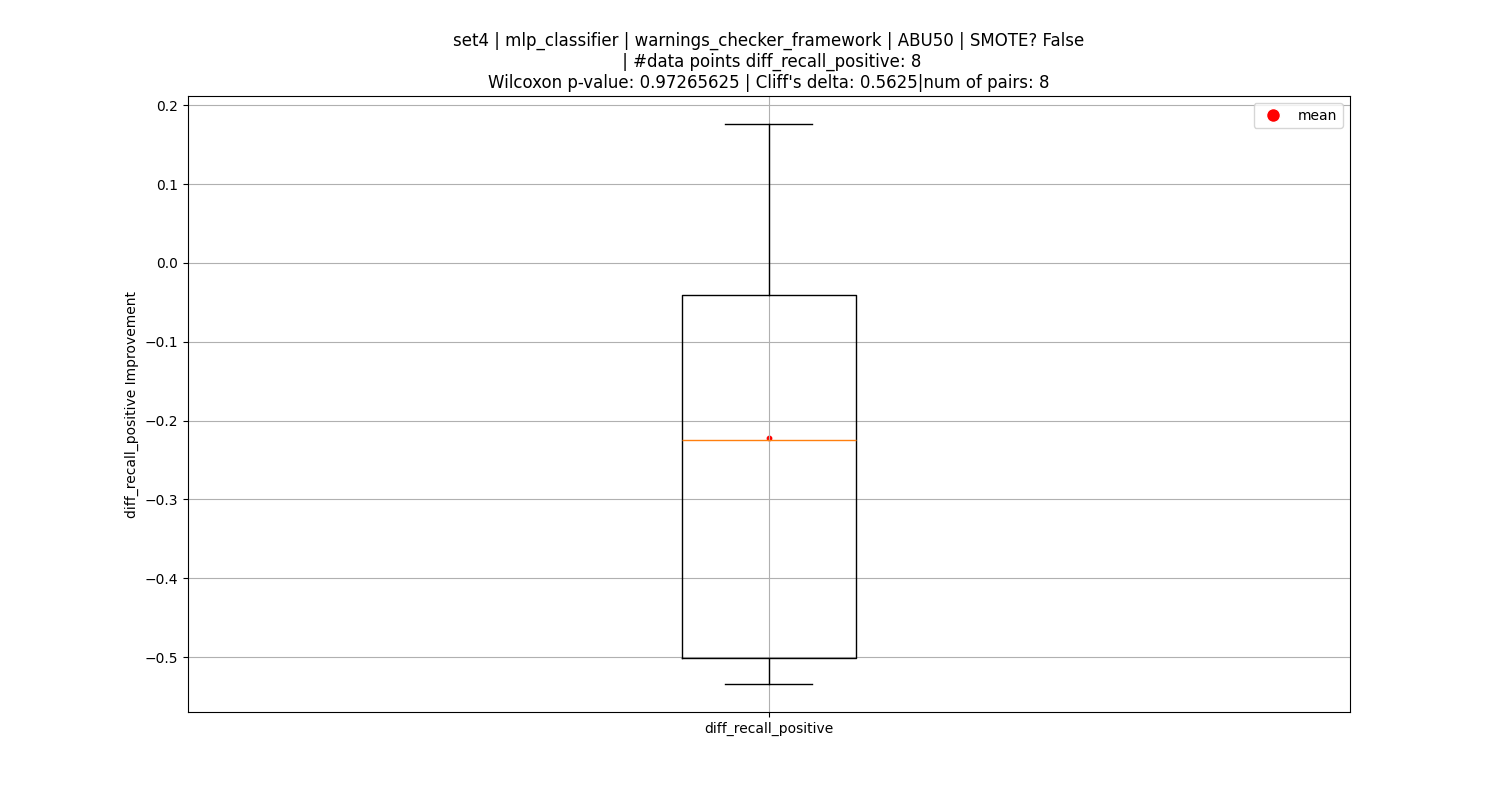 set4 | mlp_classifier | warnings_checker_framework | ABU50 | SMOTE? False
| #data points diff_recall_positive: 8
Wilcoxon p-value: 0.97265625 | Cliff's delta: 0.5625|num of pairs: 8
mean
0.2
0.1
0.0
−0.1
−0.2
−0.3
−0.4
−0.5
diff_recall_positive Improvement
diff_recall_positive